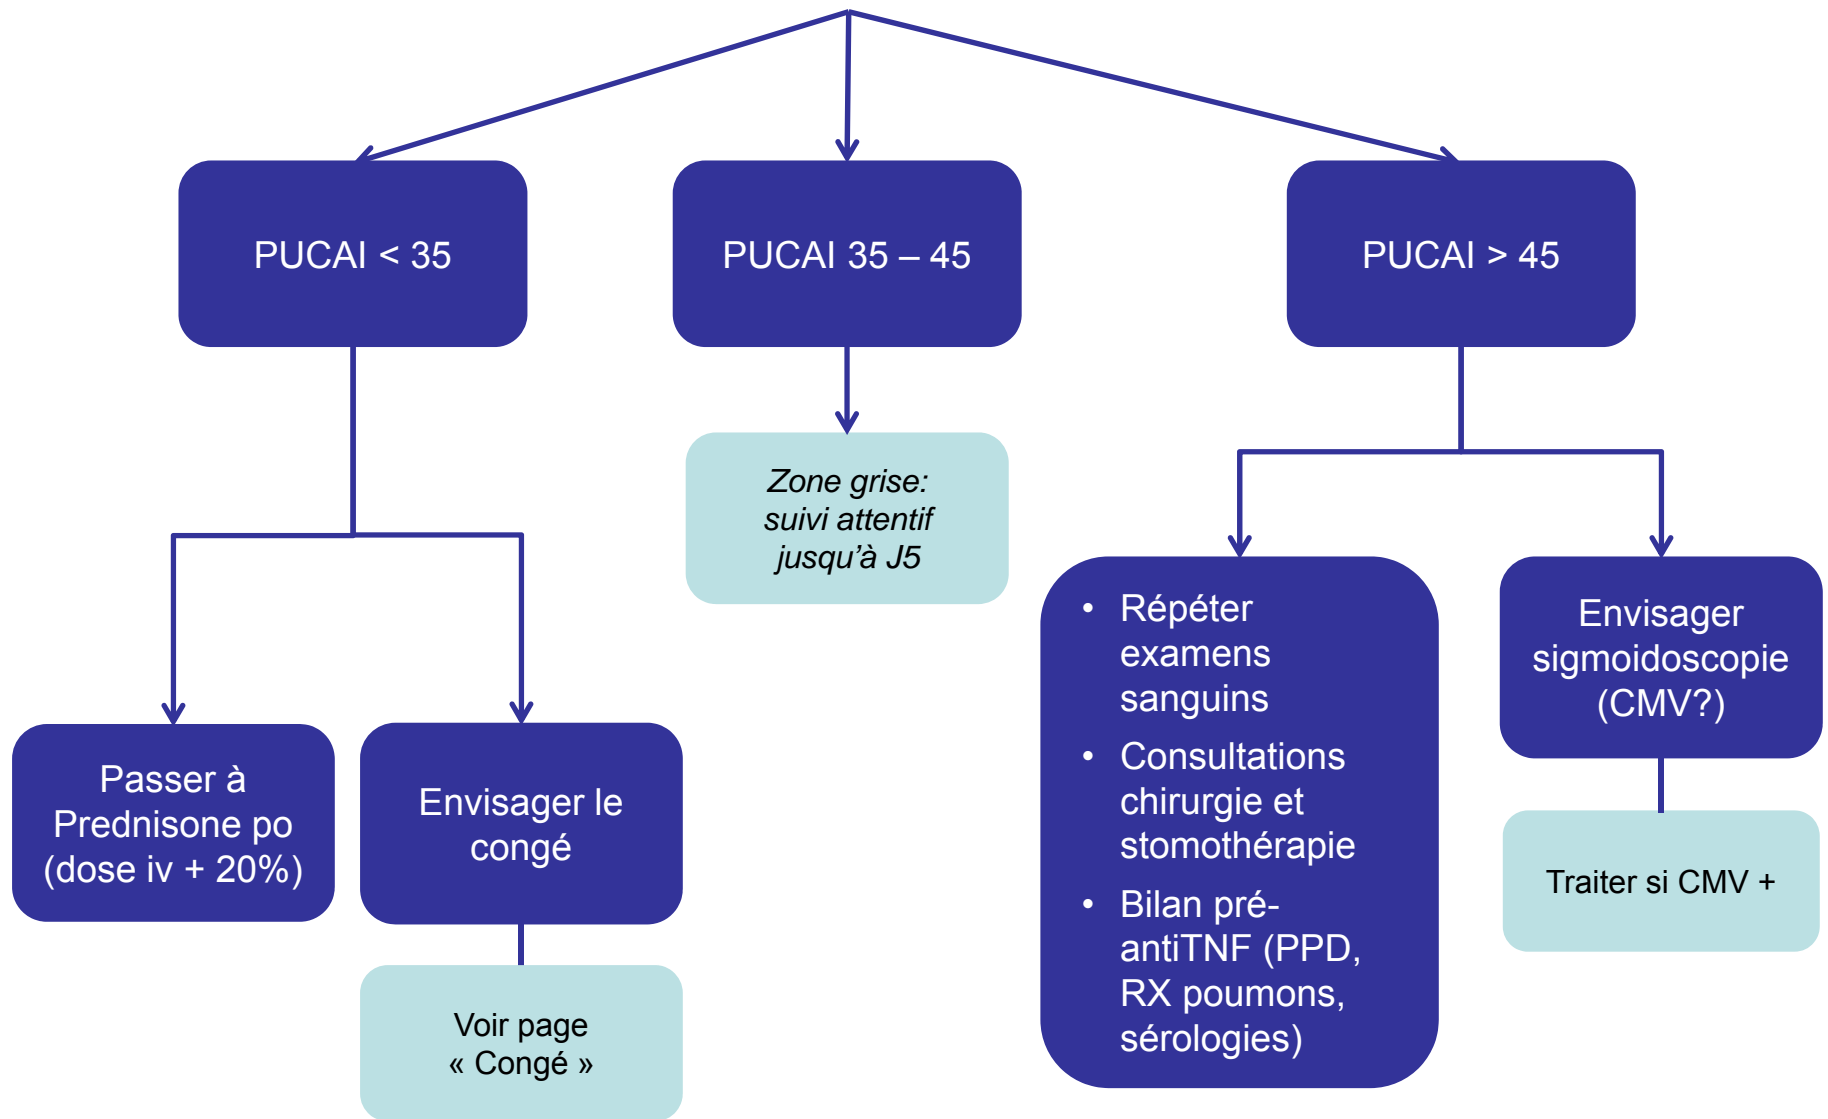 PUCAI < 35
PUCAI 35 – 45
PUCAI > 45
Zone grise:
suivi attentif
jusqu’à J5
Passer à
Prednisone po
(dose iv + 20%)
Envisager le
congé
Voir page
« Congé »
• Répéter
examens
sanguins
• Consultations
chirurgie et
stomothérapie
• Bilan pré-
antiTNF (PPD,
RX poumons,
sérologies)
Envisager
sigmoidoscopie
(CMV?)
Traiter si CMV +